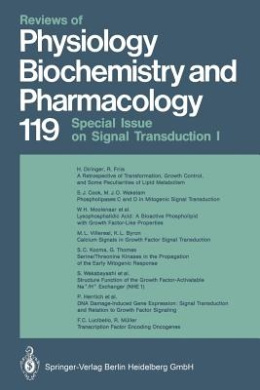 Reviews of
Physiology
Biochemistry and
Pharmacology
119 Special Issue
on Signal Transduction I
H. Diringer, R. Friis
A Retrospective of Transformation, Growth Control,
and Some Peculiarities of Lipid Metabolism
S. J. Cook, M. J. O. Wakelam
Phospholipases C and D in Mitogenic Signal Transduction
W. H. Moolenaar et al.
Lysophosphatidic Acid: A Bioactive Phospholipid
with Growth Factor-Like Properties
M. L. Villereal, K. L. Byron
Calcium Signals in Growth Factor Signal Transduction
S. C. Kozma, G. Thomas
Serine/Threonine Kinases in the Propagation
of the Early Mitogenic Response
S. Wakabayashi et al.
Structure Function of the Growth Factor-Activatable
Na⁺/H⁺ Exchanger (NHE 1)
P. Herrlich et al.
DNA Damage-Induced Gene Expression: Signal Transduction
and Relation to Growth Factor Signaling
F. C. Lucibello, R. Müller
Transcription Factor Encoding Oncogenes
Springer-Verlag Berlin Heidelberg GmbH